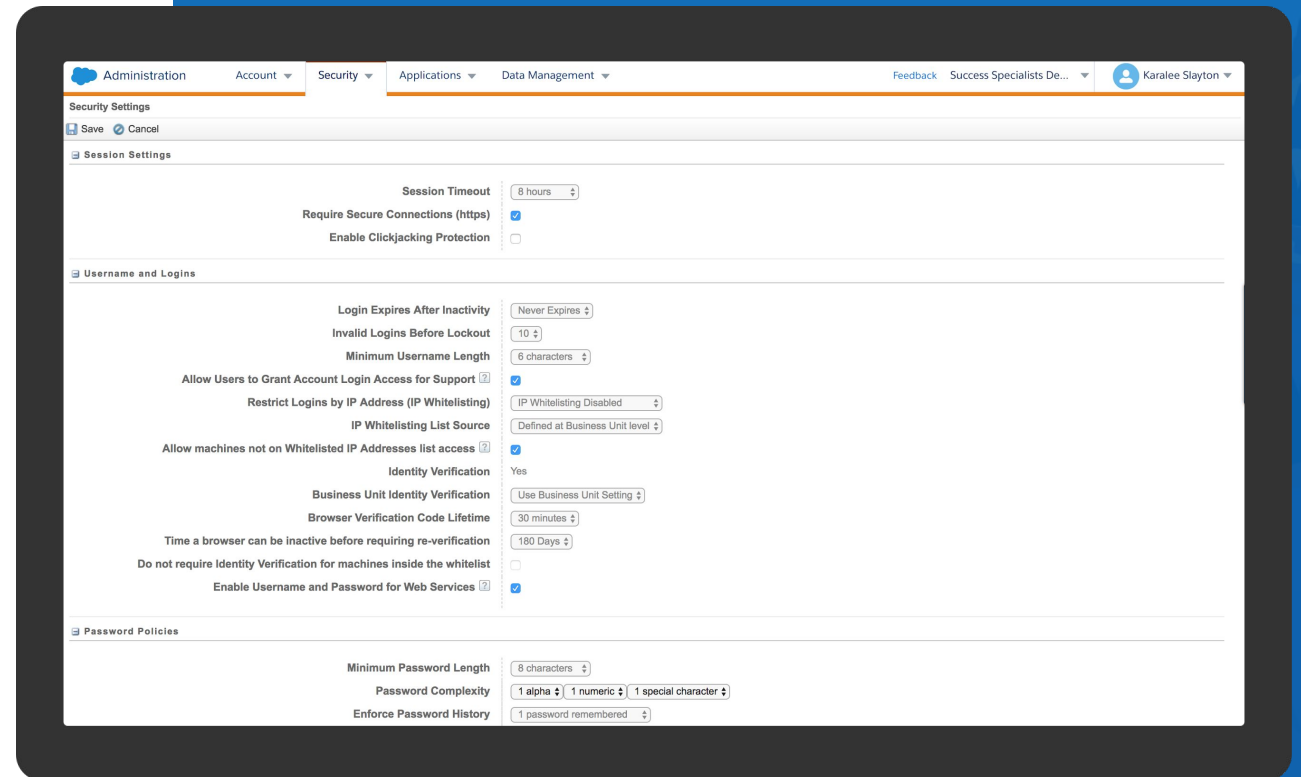 Administration Account Security Applications Data Management Feedback Success Specialists De... Karalee Slayton
Security Settings
Save Cancel
Session Settings
Session Timeout 8 hours
Require Secure Connections (https)
Enable Clickjacking Protection
Username and Logins
Login Expires After Inactivity Never Expires
Invalid Logins Before Lockout 10
Minimum Username Length 6 characters
Allow Users to Grant Account Login Access for Support ?
Restrict Logins by IP Address (IP Whitelisting) IP Whitelisting Disabled
IP Whitelisting List Source Defined at Business Unit level
Allow machines not on Whitelisted IP Addresses list access ?
Identity Verification Yes
Business Unit Identity Verification Use Business Unit Setting
Browser Verification Code Lifetime 30 minutes
Time a browser can be inactive before requiring re-verification 180 Days
Do not require Identity Verification for machines inside the whitelist
Enable Username and Password for Web Services ?
Password Policies
Minimum Password Length 8 characters
Password Complexity 1 alpha 1 numeric 1 special character
Enforce Password History 1 password remembered